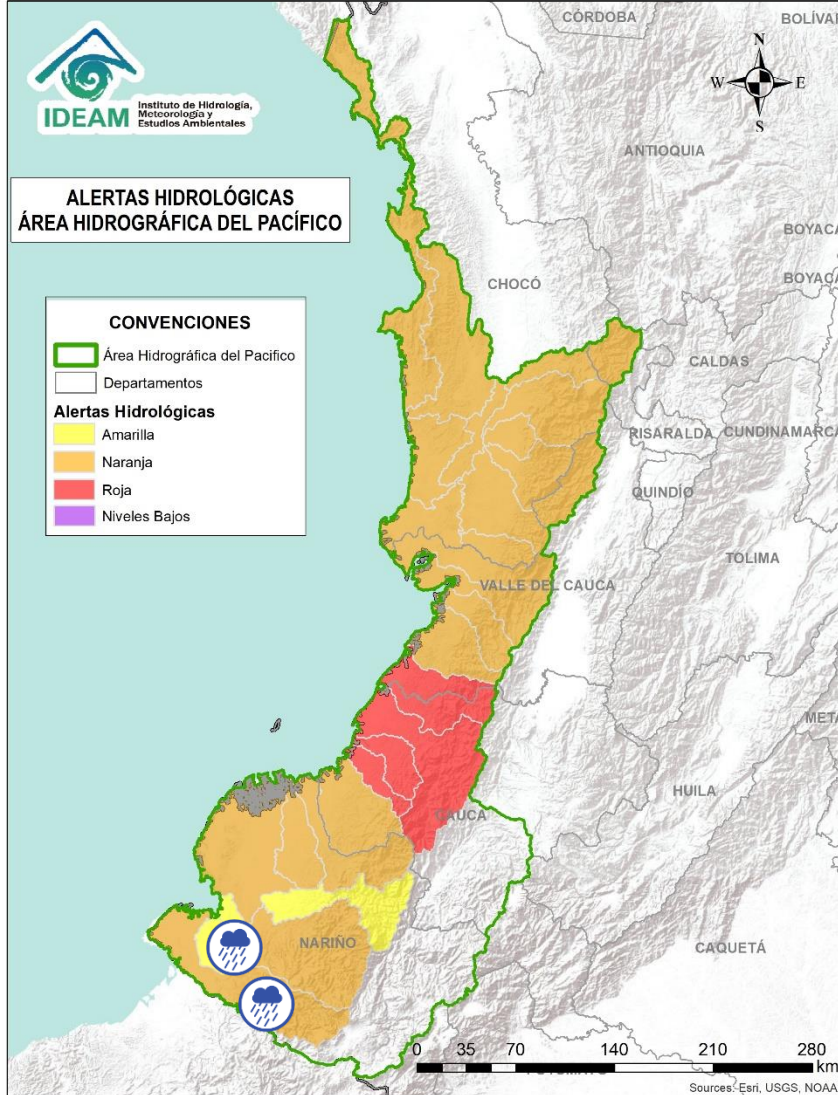 CÓRDOBA
BOLÍVAR
N
W
E
S
IDEAM
Instituto de Hidrología,
Meteorología y
Estudios Ambientales
ANTIOQUIA
ALERTAS HIDROLÓGICAS
ÁREA HIDROGRÁFICA DEL PACÍFICO
BOYACÁ
BOYACÁ
CHOCÓ
CONVENCIONES
Área Hidrográfica del Pacifico
Departamentos
Alertas Hidrológicas
Amarilla
Naranja
Roja
Niveles Bajos
CALDAS
RISARALDA
CUNDINAMARCA
QUINDÍO
TOLIMA
VALLE DEL CAUCA
META
HUILA
CAUCA
NARIÑO
CAQUETÁ
0 35 70 140 210 280
km
Sources: Esri, USGS, NOAA